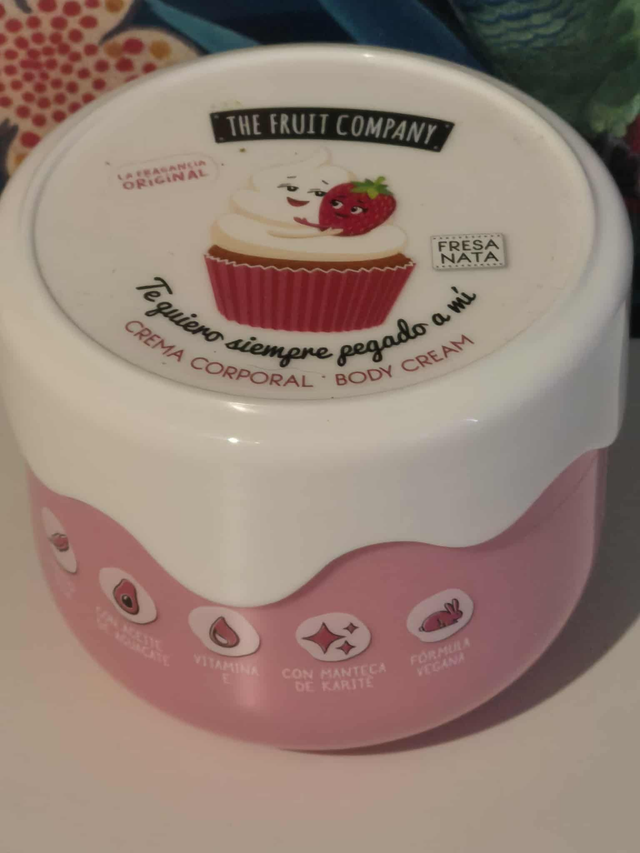 THE FRUIT COMPANY
LA FRAGANCIA
ORIGINAL
FRESA
NATA
Te quiero siempre pegado a mí
CREMA CORPORAL · BODY CREAM
CON ACEITE
DE AGUACATE
VITAMINA
E
CON MANTECA
DE KARITÉ
FÓRMULA
VEGANA